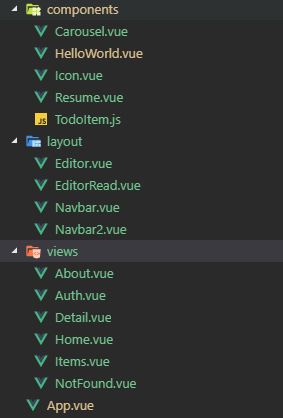 components
Carousel.vue
HelloWorld.vue
Icon.vue
Resume.vue
JS TodoItem.js
layout
Editor.vue
EditorRead.vue
Navbar.vue
Navbar2.vue
views
About.vue
Auth.vue
Detail.vue
Home.vue
Items.vue
NotFound.vue
App.vue